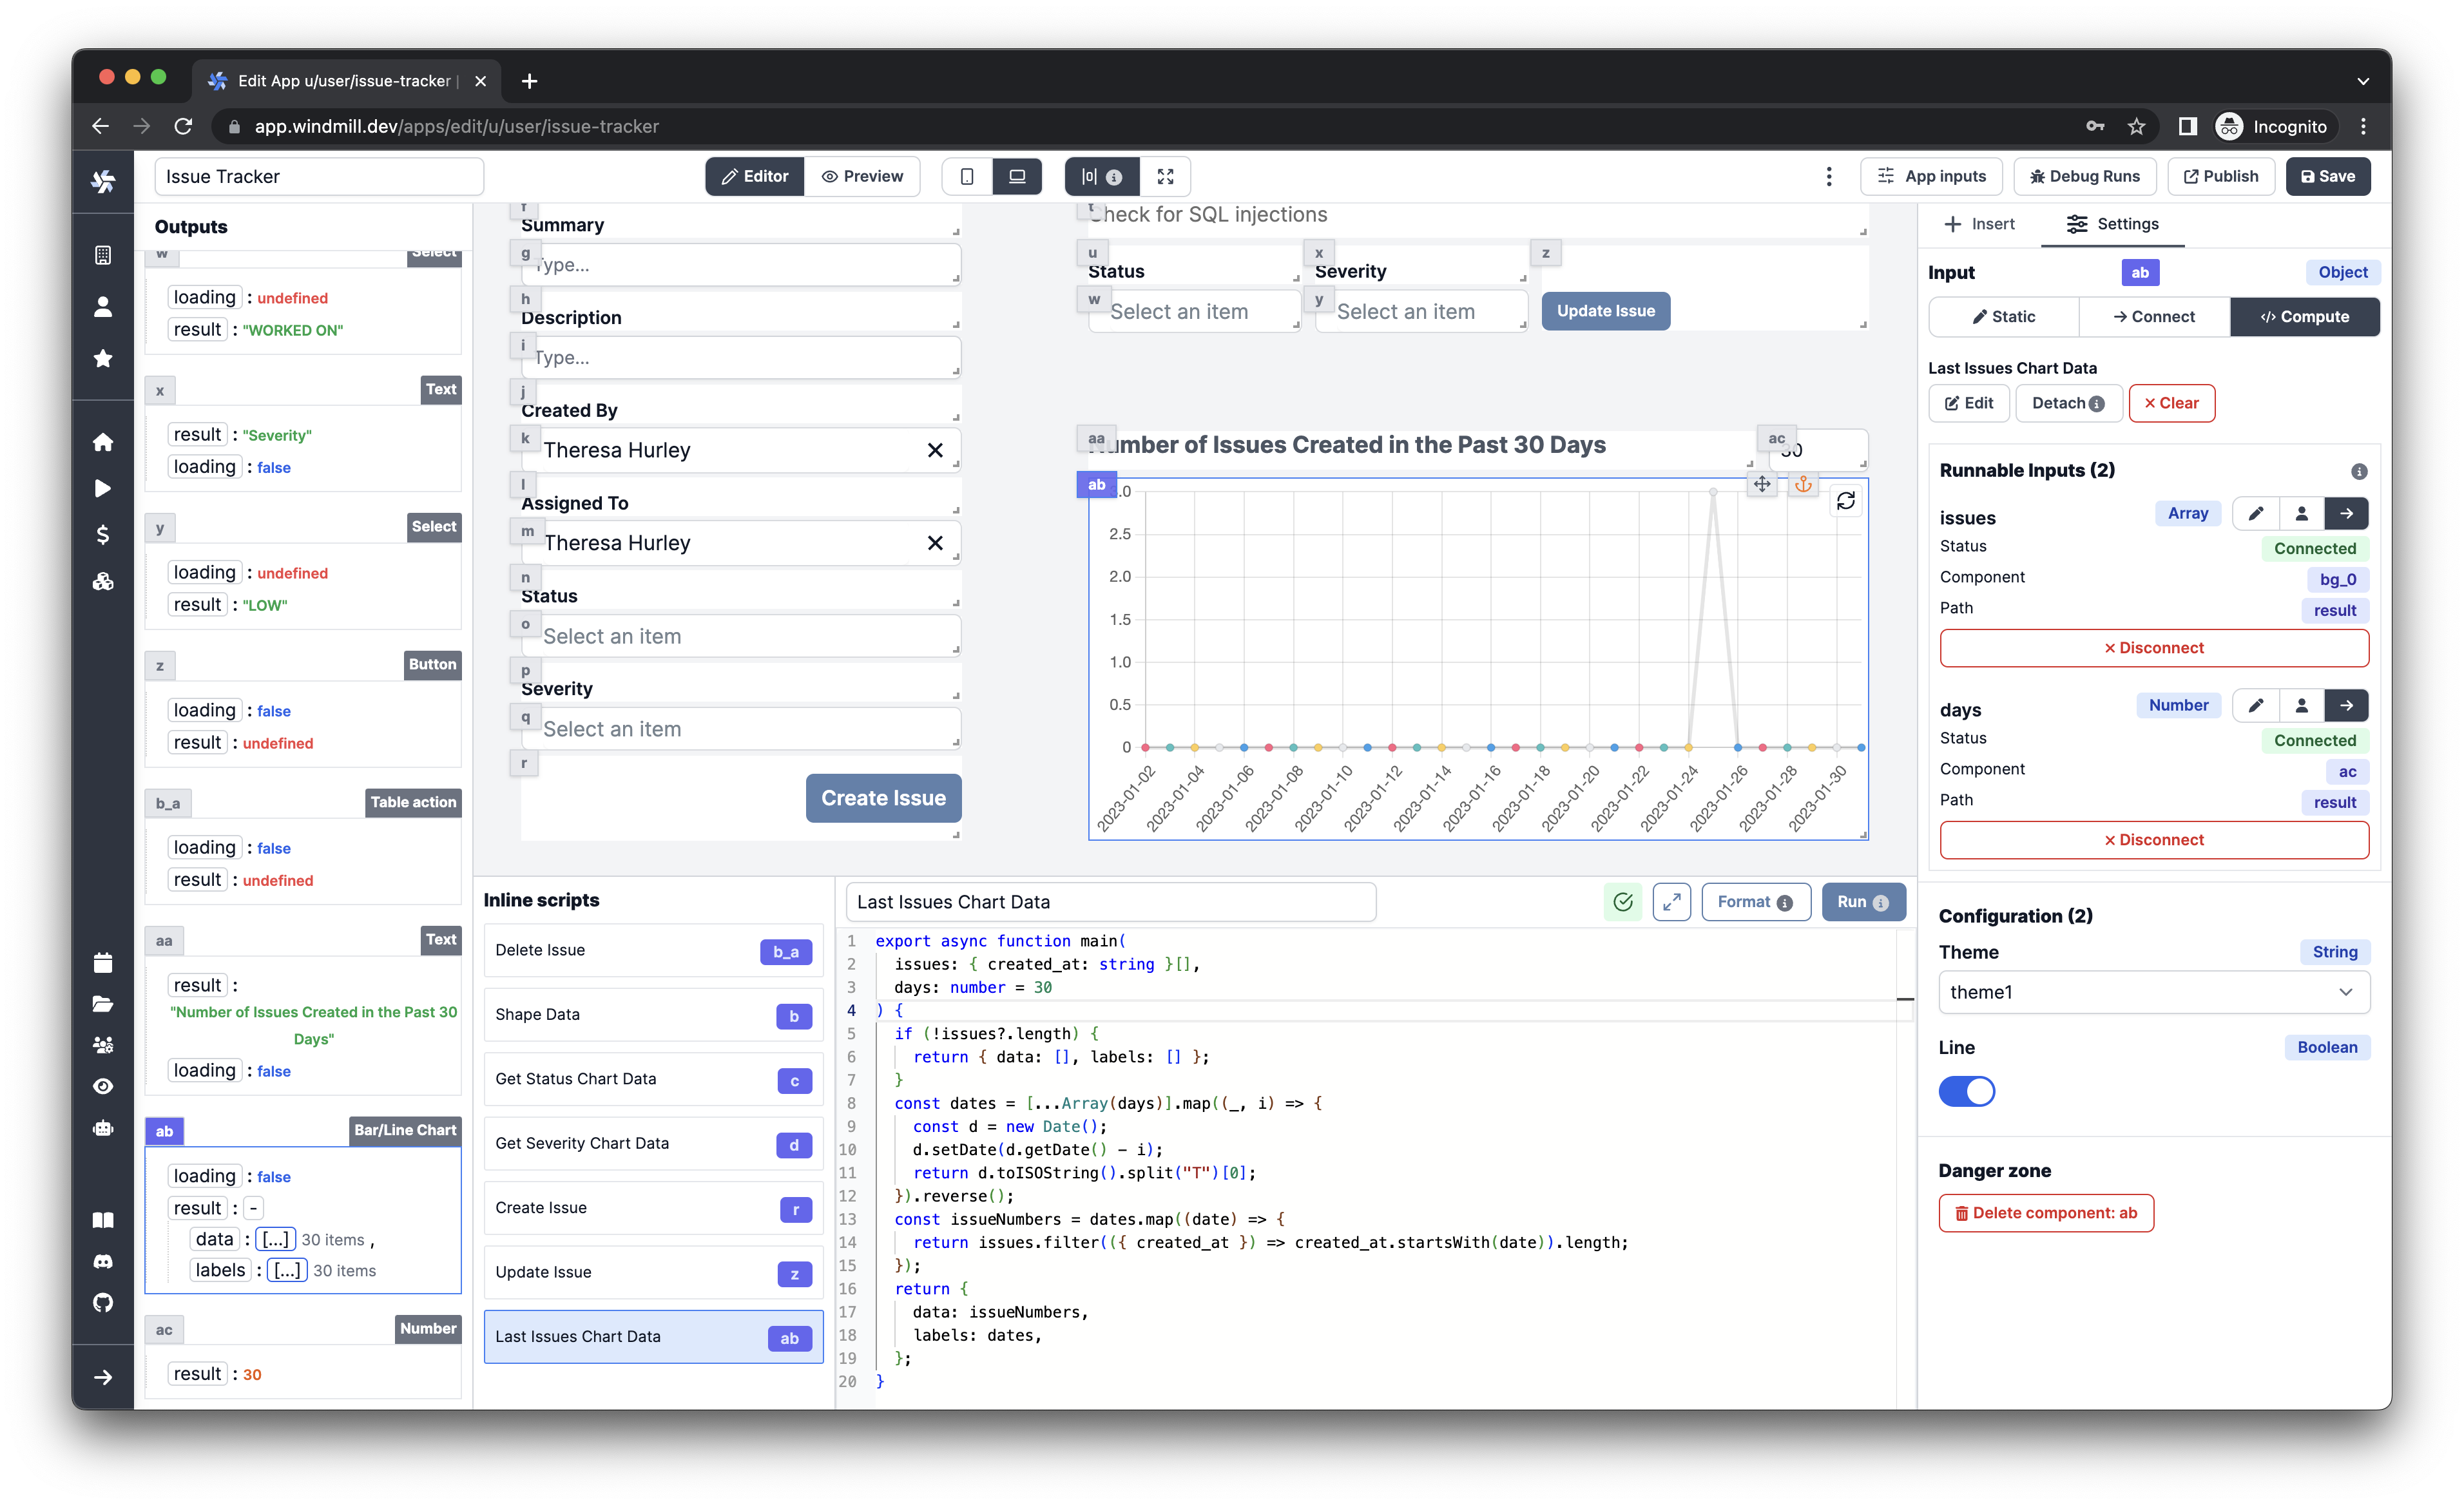 Edit App u/user/issue-tracker |
app.windmill.dev/apps/edit/u/user/issue-tracker
Incognito
Issue Tracker
Editor
Preview
App inputs
Debug Runs
Publish
Save
Outputs
w Select
loading : undefined
result : "WORKED ON"
x Text
result : "Severity"
loading : false
y Select
loading : undefined
result : "LOW"
z Button
loading : false
result : undefined
b_a Table action
loading : false
result : undefined
aa Text
result :
"Number of Issues Created in the Past 30
Days"
loading : false
ab Bar/Line Chart
loading : false
result : -
data : [...] 30 items ,
labels : [...] 30 items
ac Number
result : 30
f
Summary
g
Type...
h
Description
i
Type...
j
Created By
k
Theresa Hurley
l
Assigned To
m
Theresa Hurley
n
Status
o
Select an item
p
Severity
q
Select an item
r
Create Issue
t
Check for SQL injections
u x z
Status Severity
w y
Select an item Select an item Update Issue
aa ac
Number of Issues Created in the Past 30 Days
30
ab
3.0
2.5
2.0
1.5
1.0
0.5
0
2023-01-02
2023-01-04
2023-01-06
2023-01-08
2023-01-10
2023-01-12
2023-01-14
2023-01-16
2023-01-18
2023-01-20
2023-01-22
2023-01-24
2023-01-26
2023-01-28
2023-01-30
Inline scripts
Delete Issue b_a
Shape Data b
Get Status Chart Data c
Get Severity Chart Data d
Create Issue r
Update Issue z
Last Issues Chart Data ab
Last Issues Chart Data
Format
Run
1 export async function main(
2 issues: { created_at: string }[],
3 days: number = 30
4 ) {
5 if (!issues?.length) {
6 return { data: [], labels: [] };
7 }
8 const dates = [...Array(days)].map((_, i) => {
9 const d = new Date();
10 d.setDate(d.getDate() - i);
11 return d.toISOString().split("T")[0];
12 }).reverse();
13 const issueNumbers = dates.map((date) => {
14 return issues.filter(({ created_at }) => created_at.startsWith(date)).length;
15 });
16 return {
17 data: issueNumbers,
18 labels: dates,
19 };
20 }
Insert
Settings
Input ab Object
Static
Connect
Compute
Last Issues Chart Data
Edit
Detach
Clear
Runnable Inputs (2)
issues Array
Status Connected
Component bg_0
Path result
Disconnect
days Number
Status Connected
Component ac
Path result
Disconnect
Configuration (2)
Theme String
theme1
Line Boolean
Danger zone
Delete component: ab